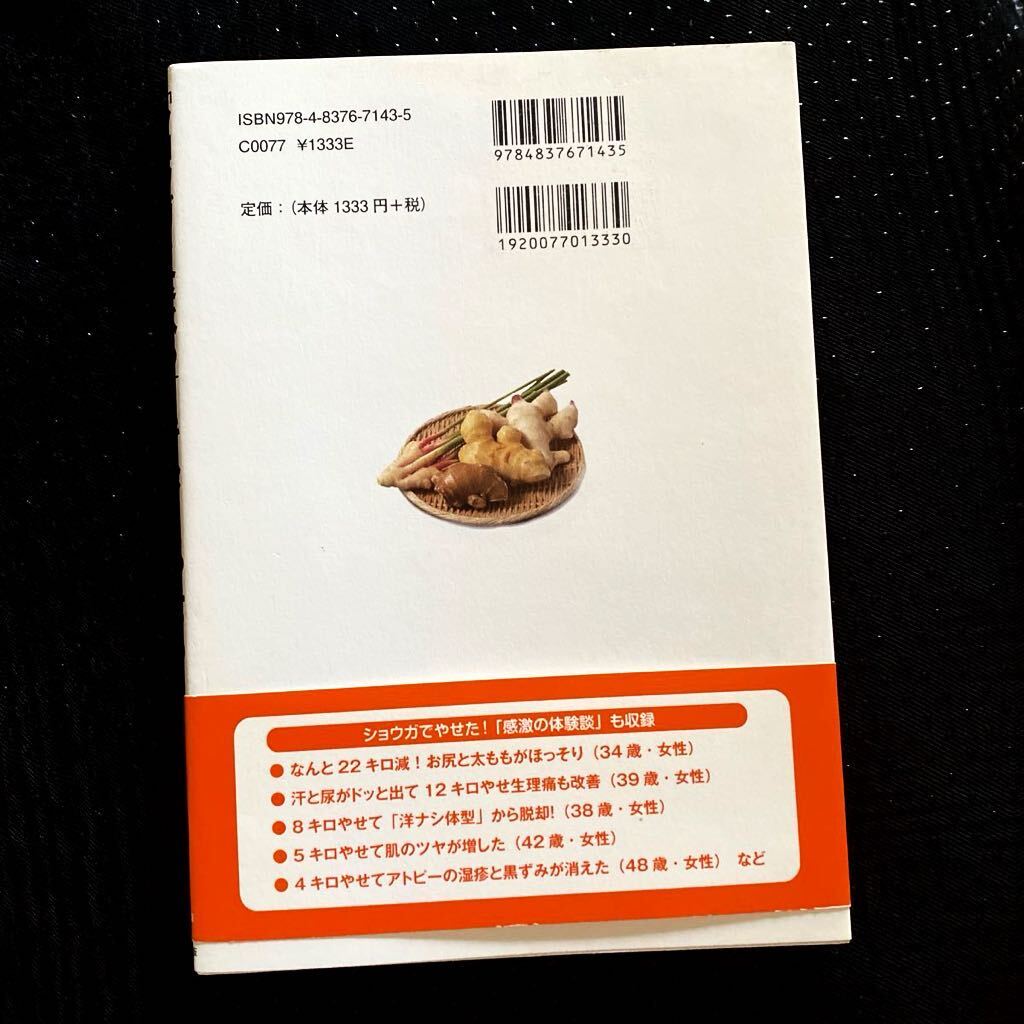 ISBN978-4-8376-7143-5
C0077 ¥1333E
定価：（本体 1333 円＋税）
9784837671435
1920077013330
ショウガでやせた！「感激の体験談」も収録
● なんと 22 キロ減！お尻と太ももがほっそり（34 歳・女性）
● 汗と尿がドッと出て 12 キロやせ生理痛も改善（39 歳・女性）
● 8 キロやせて「洋ナシ体型」から脱却!（38 歳・女性）
● 5 キロやせて肌のツヤが増した（42 歳・女性）
● 4 キロやせてアトピーの湿疹と黒ずみが消えた（48 歳・女性） など